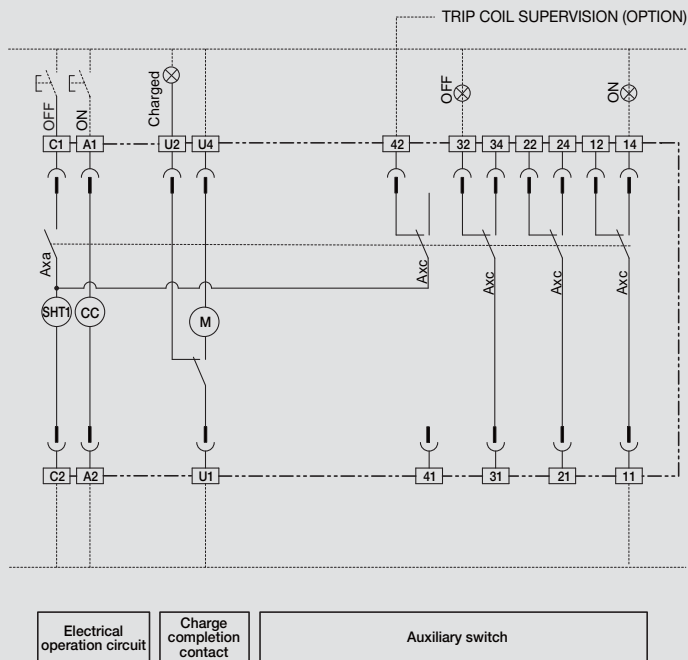 TRIP COIL SUPERVISION (OPTION)
OFF
ON
Charged
OFF
ON
C1 A1 U2 U4 42 32 34 22 24 12 14
Axa
Axc
Axc
Axc
Axc
SHT1 CC M
C2 A2 U1 41 31 21 11
Electrical
operation circuit
Charge
completion
contact
Auxiliary switch